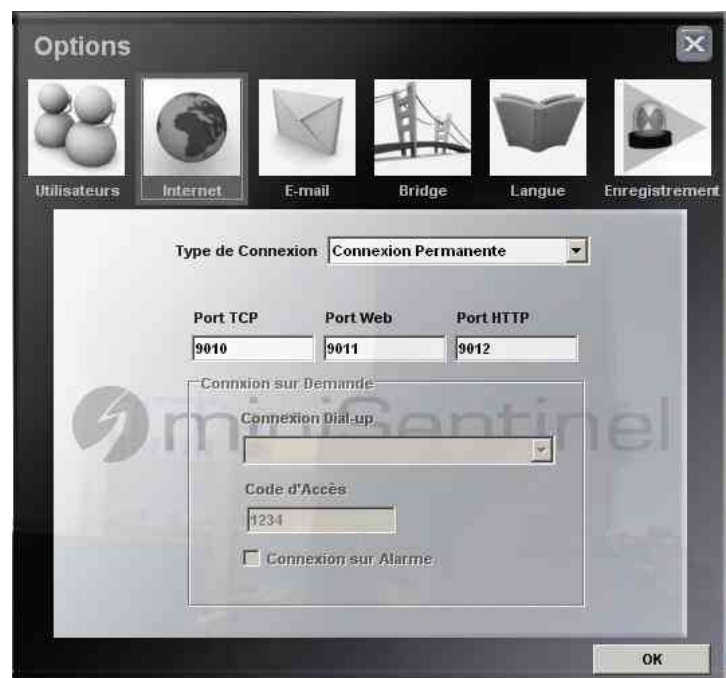 Options
Utilisateurs
Internet
E-mail
Bridge
Langue
Enregistrement
Type de Connexion Connexion Permanente
Port TCP Port Web Port HTTP
9010 9011 9012
Connxion sur Demande
miniSentinel
Connexion Dial-up
Code d'Accès
1234
Connexion sur Alarme
OK